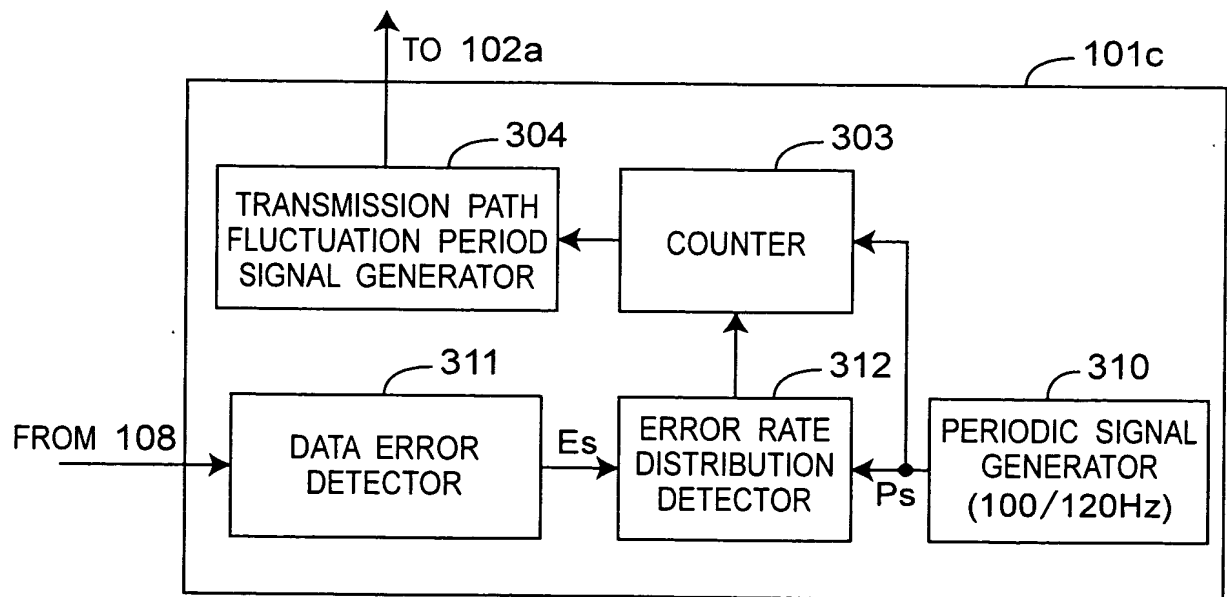 TO 102a
101c
304
303
TRANSMISSION PATH
FLUCTUATION PERIOD
SIGNAL GENERATOR
COUNTER
311
312
310
FROM 108
DATA ERROR
DETECTOR
Es
ERROR RATE
DISTRIBUTION
DETECTOR
Ps
PERIODIC SIGNAL
GENERATOR
(100/120Hz)